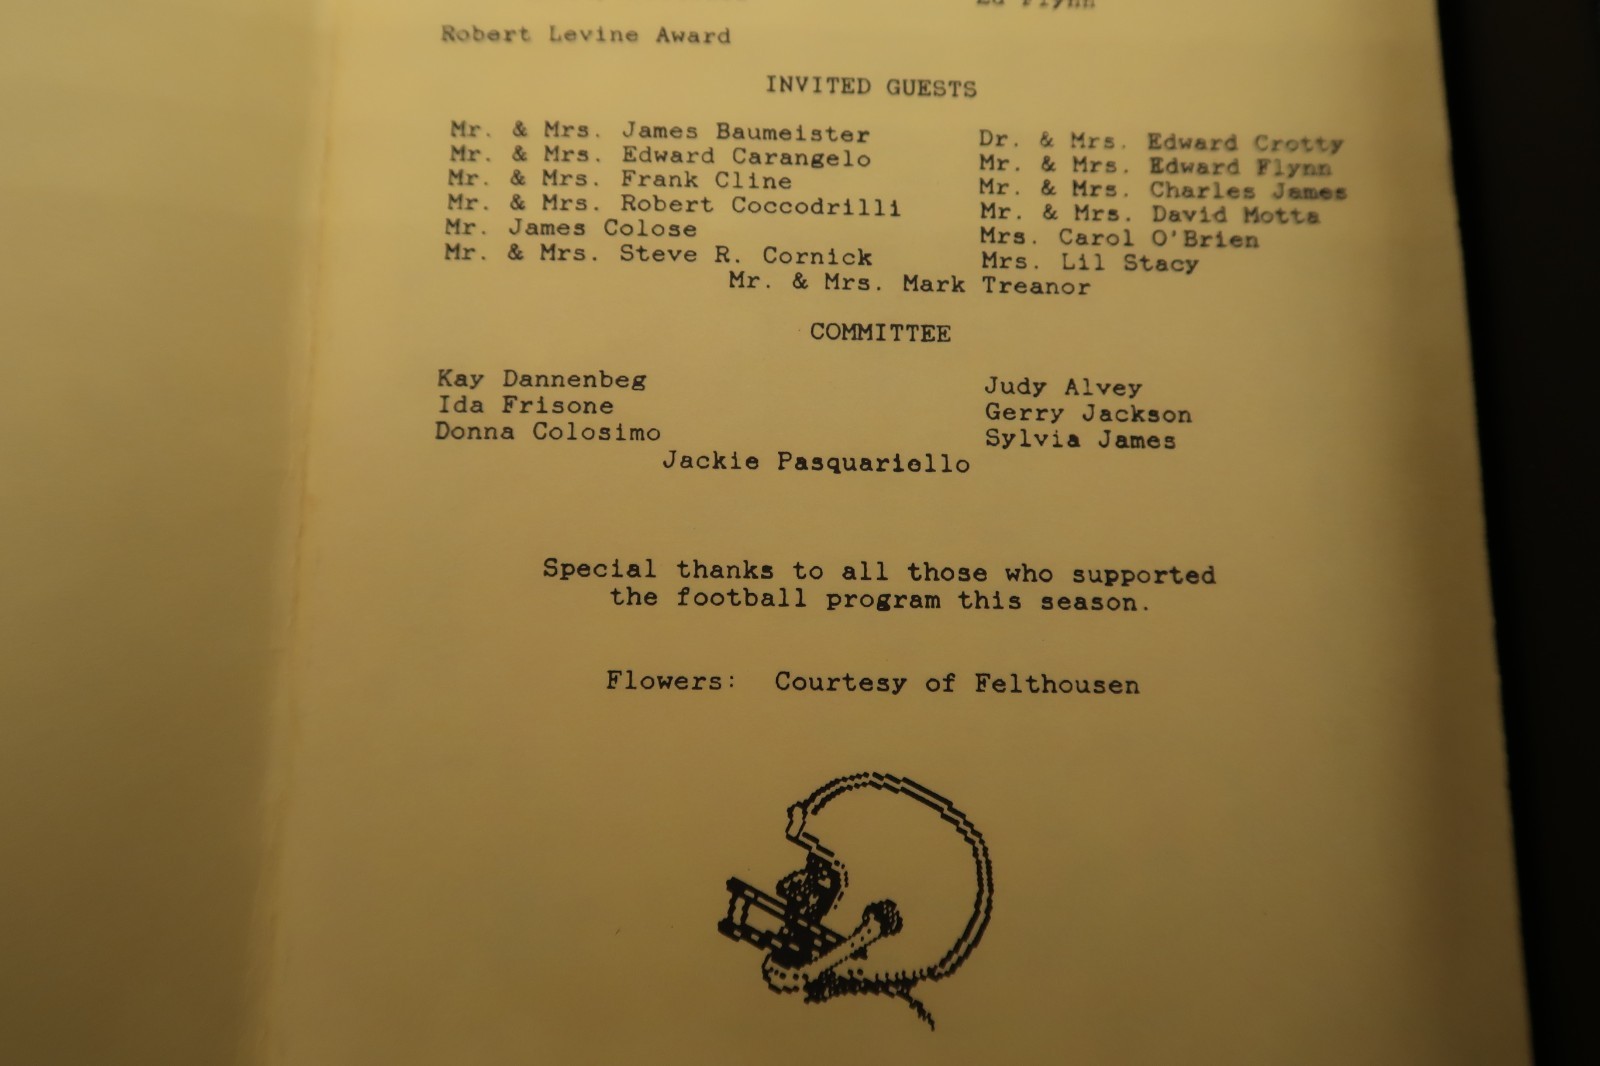 Ed Flynn
Robert Levine Award
INVITED GUESTS
Mr. & Mrs. James Baumeister
Mr. & Mrs. Edward Carangelo
Mr. & Mrs. Frank Cline
Mr. & Mrs. Robert Coccodrilli
Mr. James Colose
Mr. & Mrs. Steve R. Cornick
Dr. & Mrs. Edward Crotty
Mr. & Mrs. Edward Flynn
Mr. & Mrs. Charles James
Mr. & Mrs. David Motta
Mrs. Carol O'Brien
Mrs. Lil Stacy
Mr. & Mrs. Mark Treanor
COMMITTEE
Kay Dannenbeg
Ida Frisone
Donna Colosimo
Judy Alvey
Gerry Jackson
Sylvia James
Jackie Pasquariello
Special thanks to all those who supported
the football program this season.
Flowers: Courtesy of Felthousen